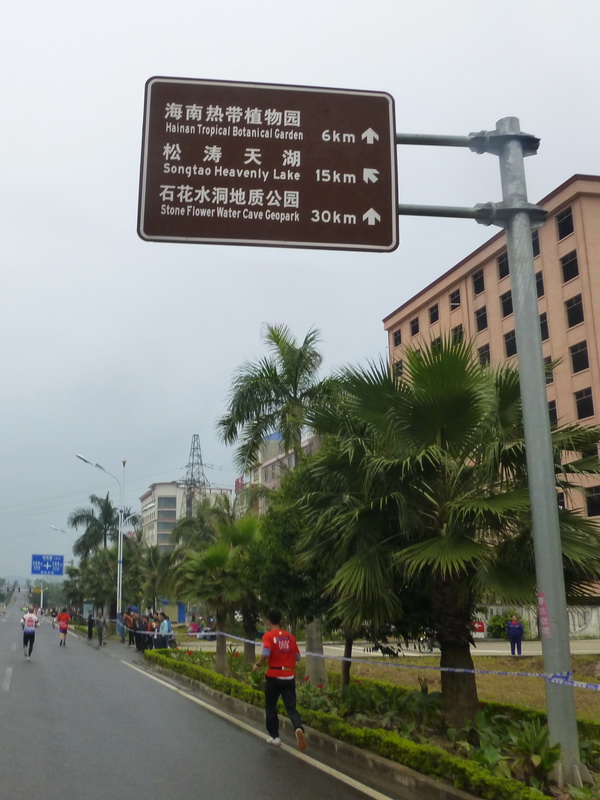 海南热带植物园
Hainan Tropical Botanical Garden 6km
松涛天湖
Songtao Heavenly Lake 15km
石花水洞地质公园
Stone Flower Water Cave Geopark 30km